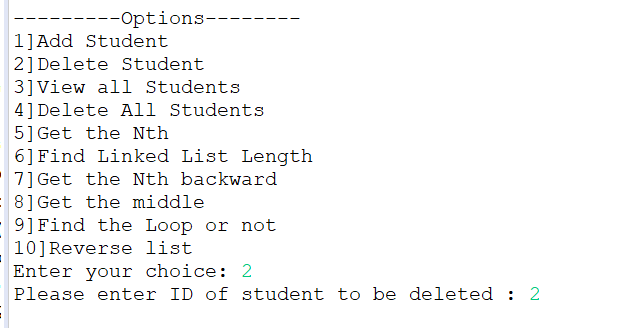 ---------Options--------
1]Add Student
2]Delete Student
3]View all Students
4]Delete All Students
5]Get the Nth
6]Find Linked List Length
7]Get the Nth backward
8]Get the middle
9]Find the Loop or not
10]Reverse list
Enter your choice: 2
Please enter ID of student to be deleted : 2